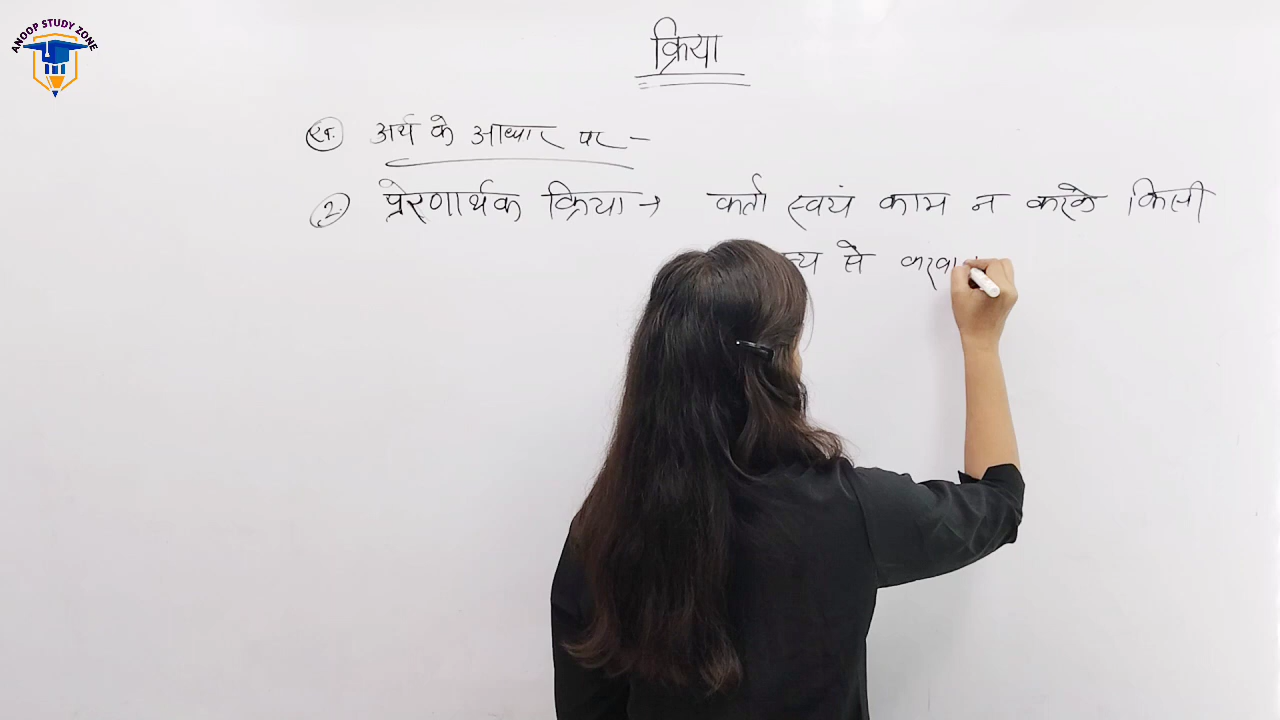 ANOOP STUDY ZONE
क्रिया
अर्थ के आधार पर -
2. प्रेरणार्थक क्रिया → कर्ता स्वयं काम न करके किसी
से